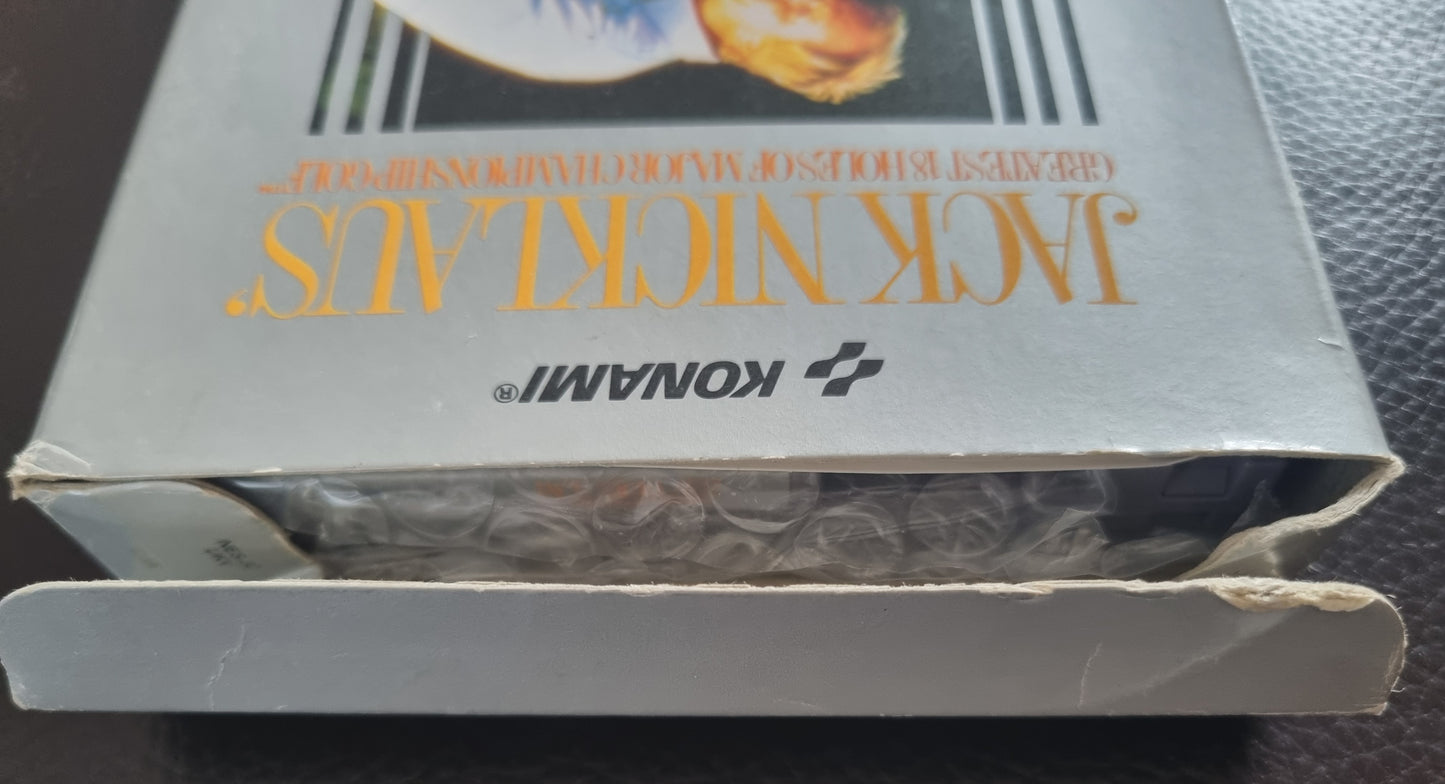 KONAMI®
JACK NICKLAUS'
GREATEST 18 HOLES OF MAJOR CHAMPIONSHIP GOLF™